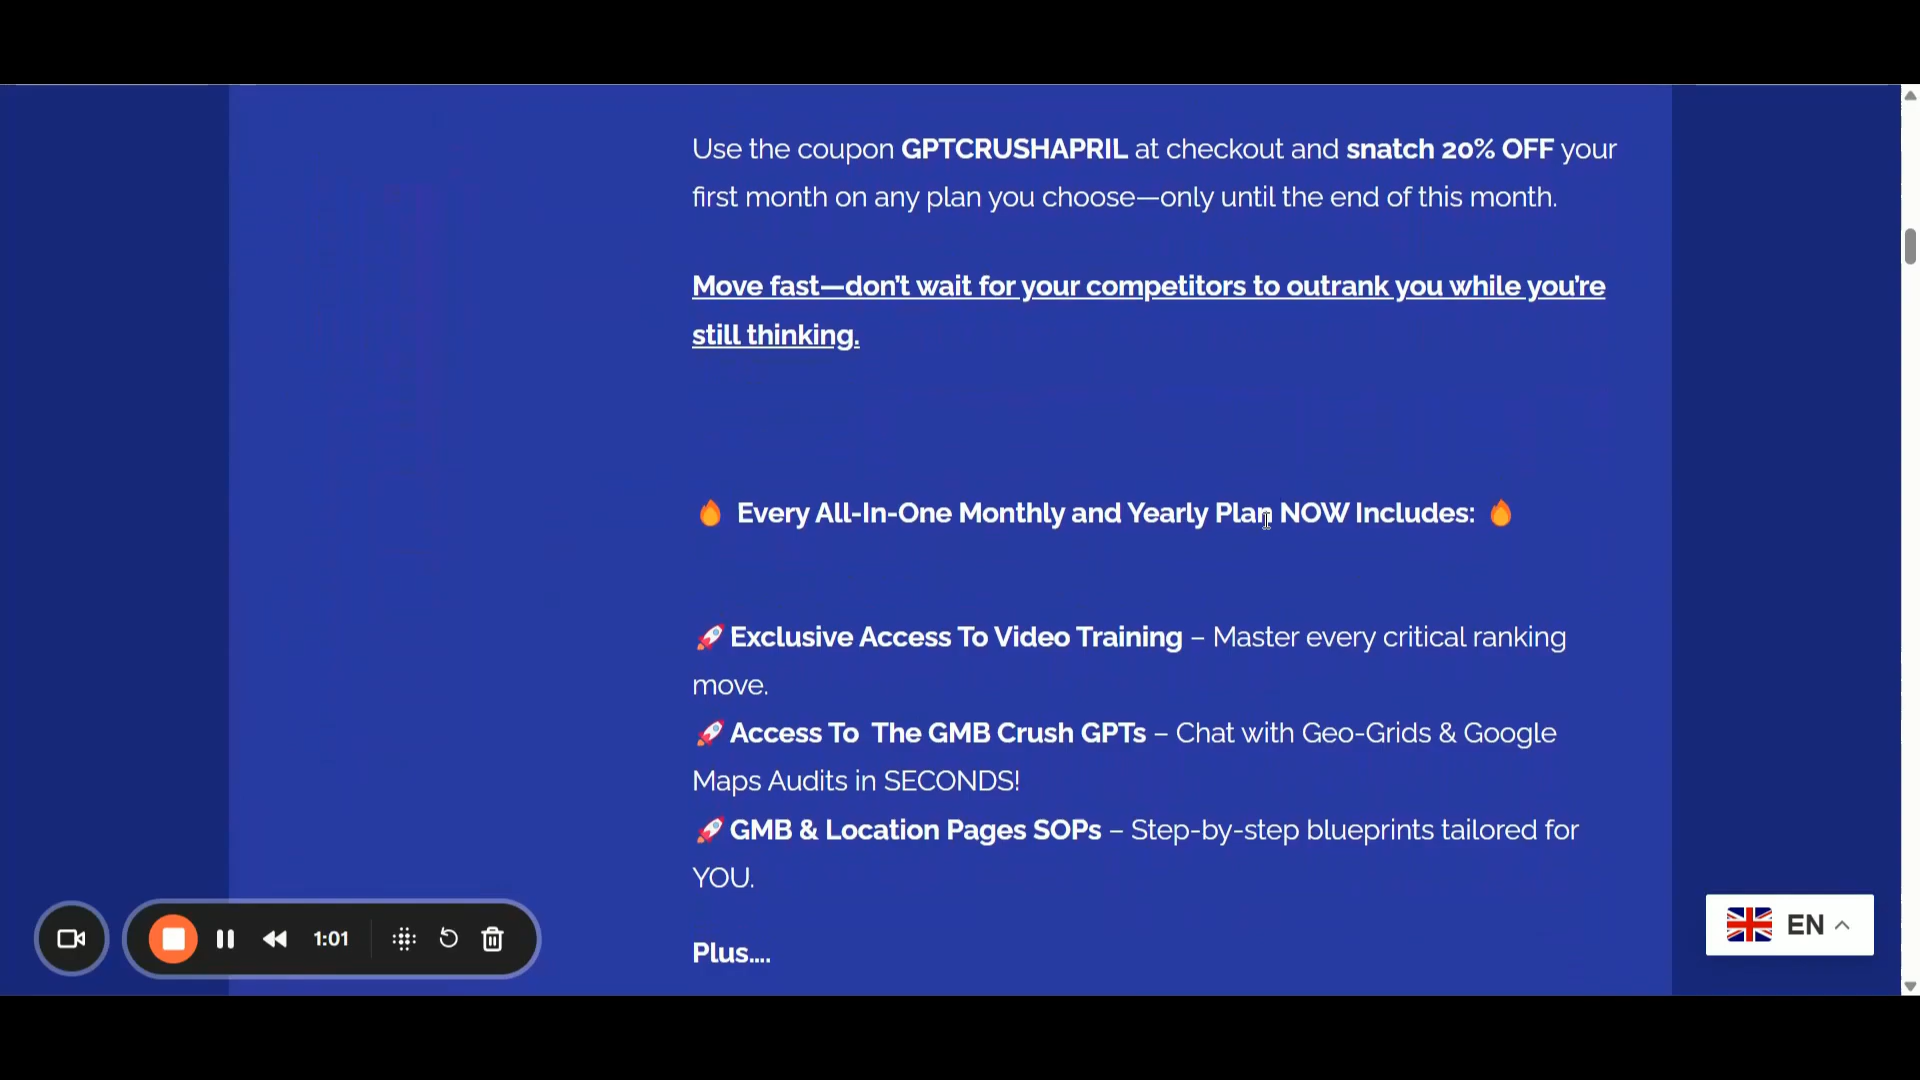 Use the coupon GPTCRUSHAPRIL at checkout and snatch 20% OFF your
first month on any plan you choose—only until the end of this month.
Move fast—don't wait for your competitors to outrank you while you're
still thinking.
🔥 Every All-In-One Monthly and Yearly Plan NOW Includes: 🔥
🚀 Exclusive Access To Video Training – Master every critical ranking
move.
🚀 Access To The GMB Crush GPTs – Chat with Geo-Grids & Google
Maps Audits in SECONDS!
🚀 GMB & Location Pages SOPs – Step-by-step blueprints tailored for
YOU.
Plus....
1:01
EN